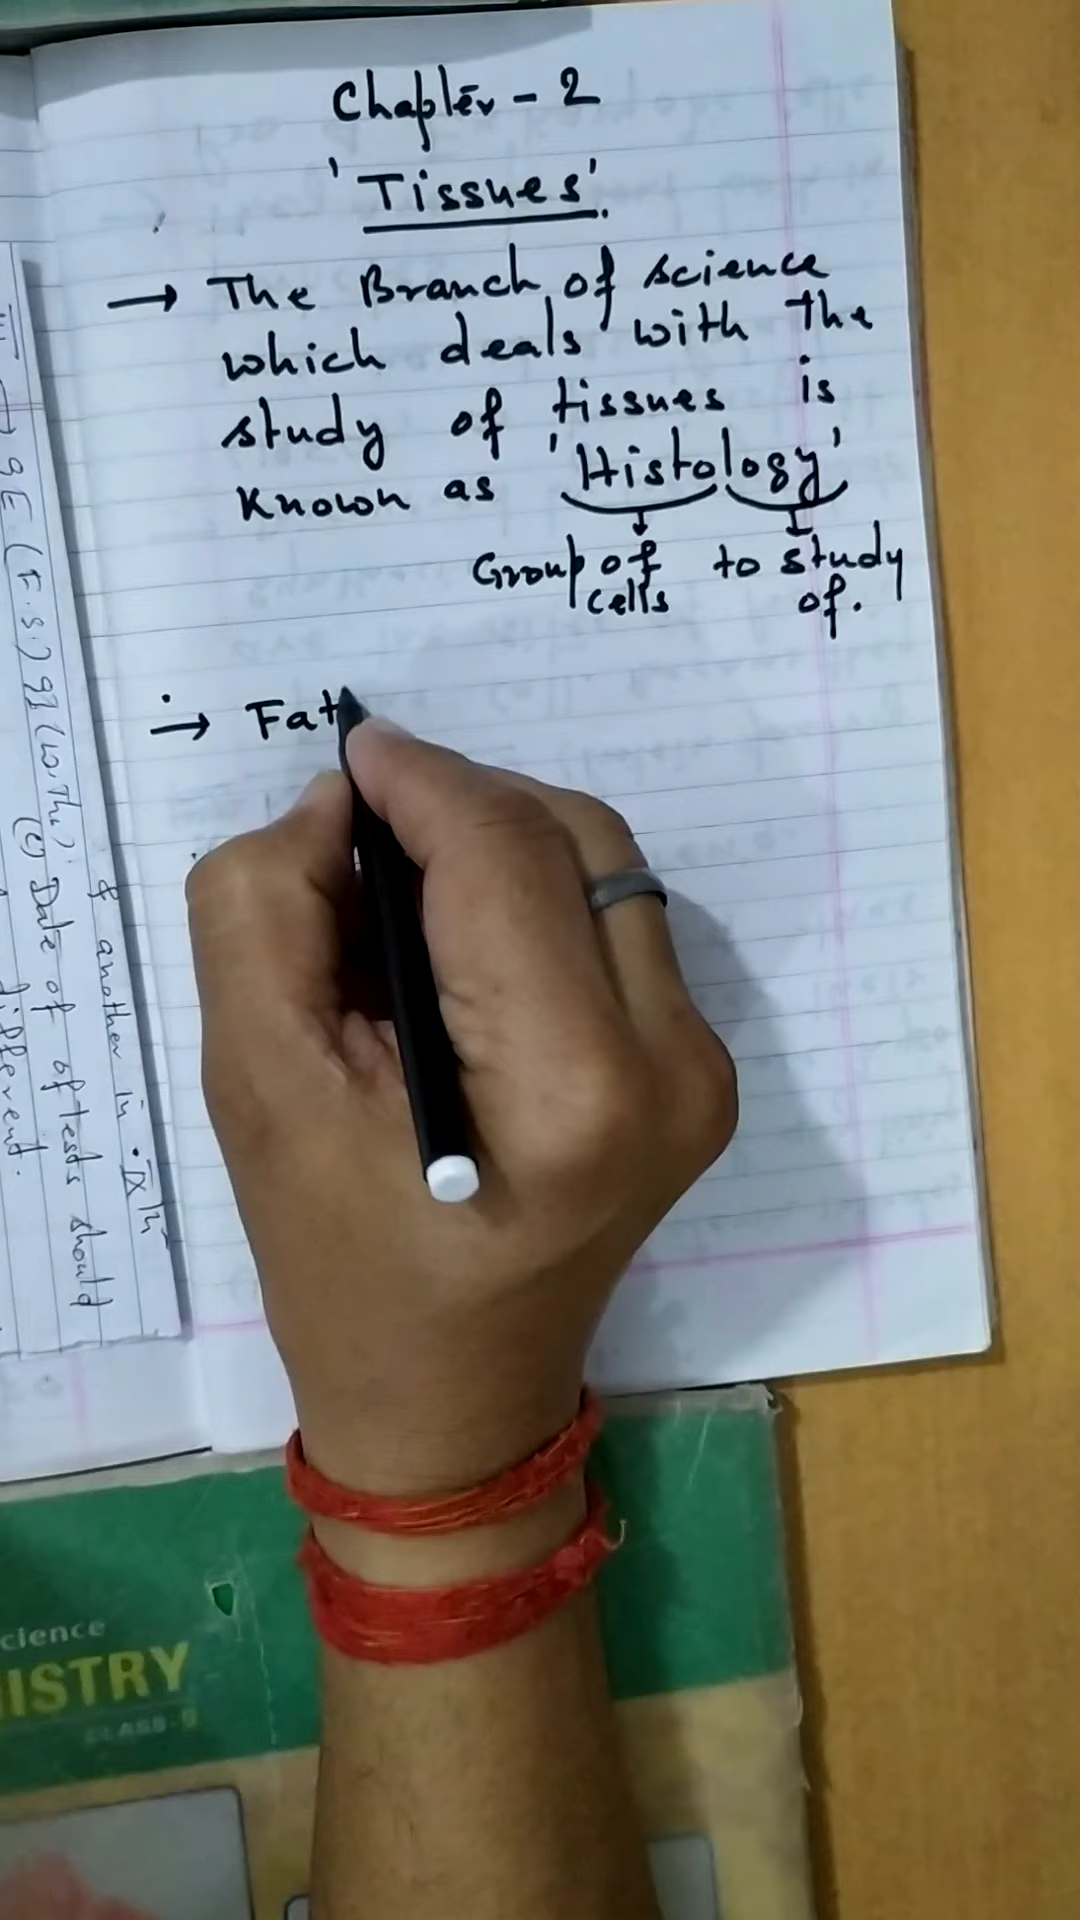 Chapter - 2
'Tissues'.
→ The Branch of science
which deals with the
study of tissues is
known as 'Histology'
Group of to study
cells of.
→ Fat
9E (F.S.) 9I (w.Th.)
(c) Date of of tests should
& another in IXth
different.
cience
ISTRY
CLASS-9